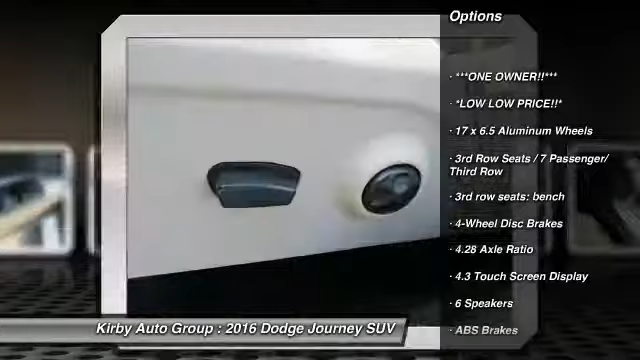 Options
· ***ONE OWNER!!***
· *LOW LOW PRICE!!*
· 17 x 6.5 Aluminum Wheels
· 3rd Row Seats / 7 Passenger/
Third Row
· 3rd row seats: bench
· 4-Wheel Disc Brakes
· 4.28 Axle Ratio
· 4.3 Touch Screen Display
· 6 Speakers
· ABS Brakes
Kirby Auto Group : 2016 Dodge Journey SUV